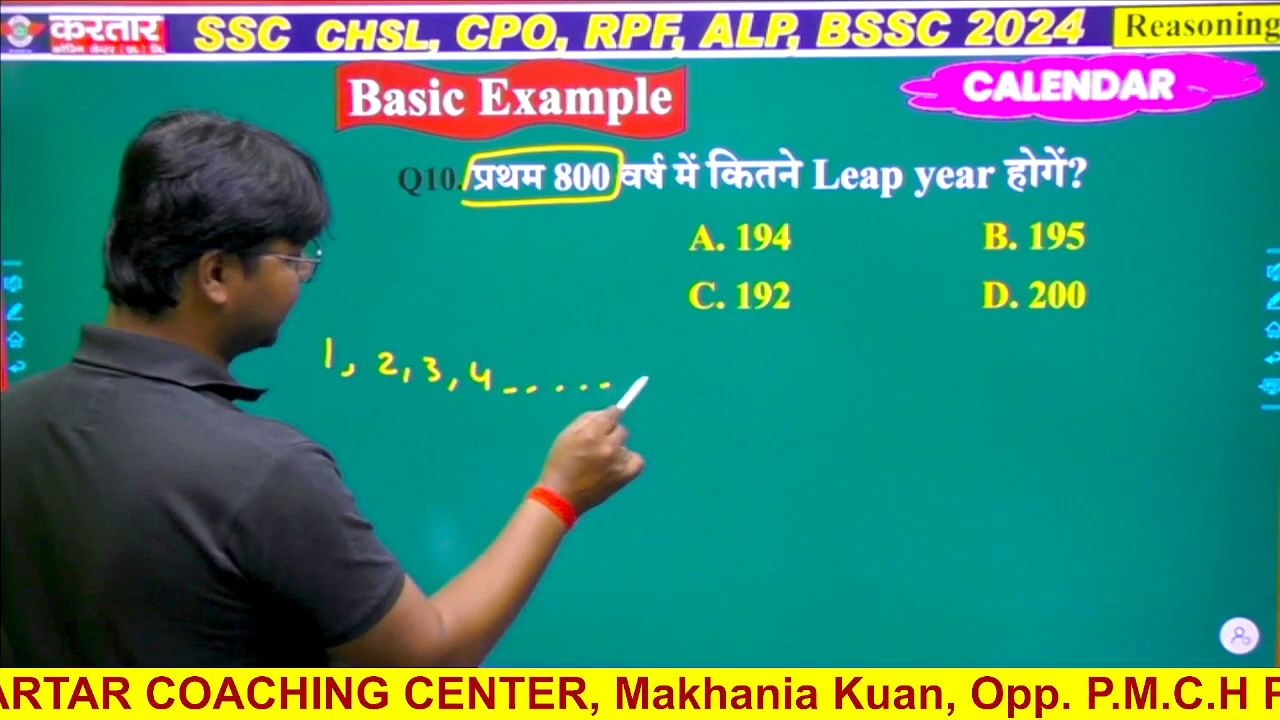 करतार
SSC CHSL, CPO, RPF, ALP, BSSC 2024
Reasoning
Basic Example
CALENDAR
Q10. प्रथम 800 वर्ष में कितने Leap year होगें?
A. 194
B. 195
C. 192
D. 200
1, 2, 3, 4 ......
ARTAR COACHING CENTER, Makhania Kuan, Opp. P.M.C.H